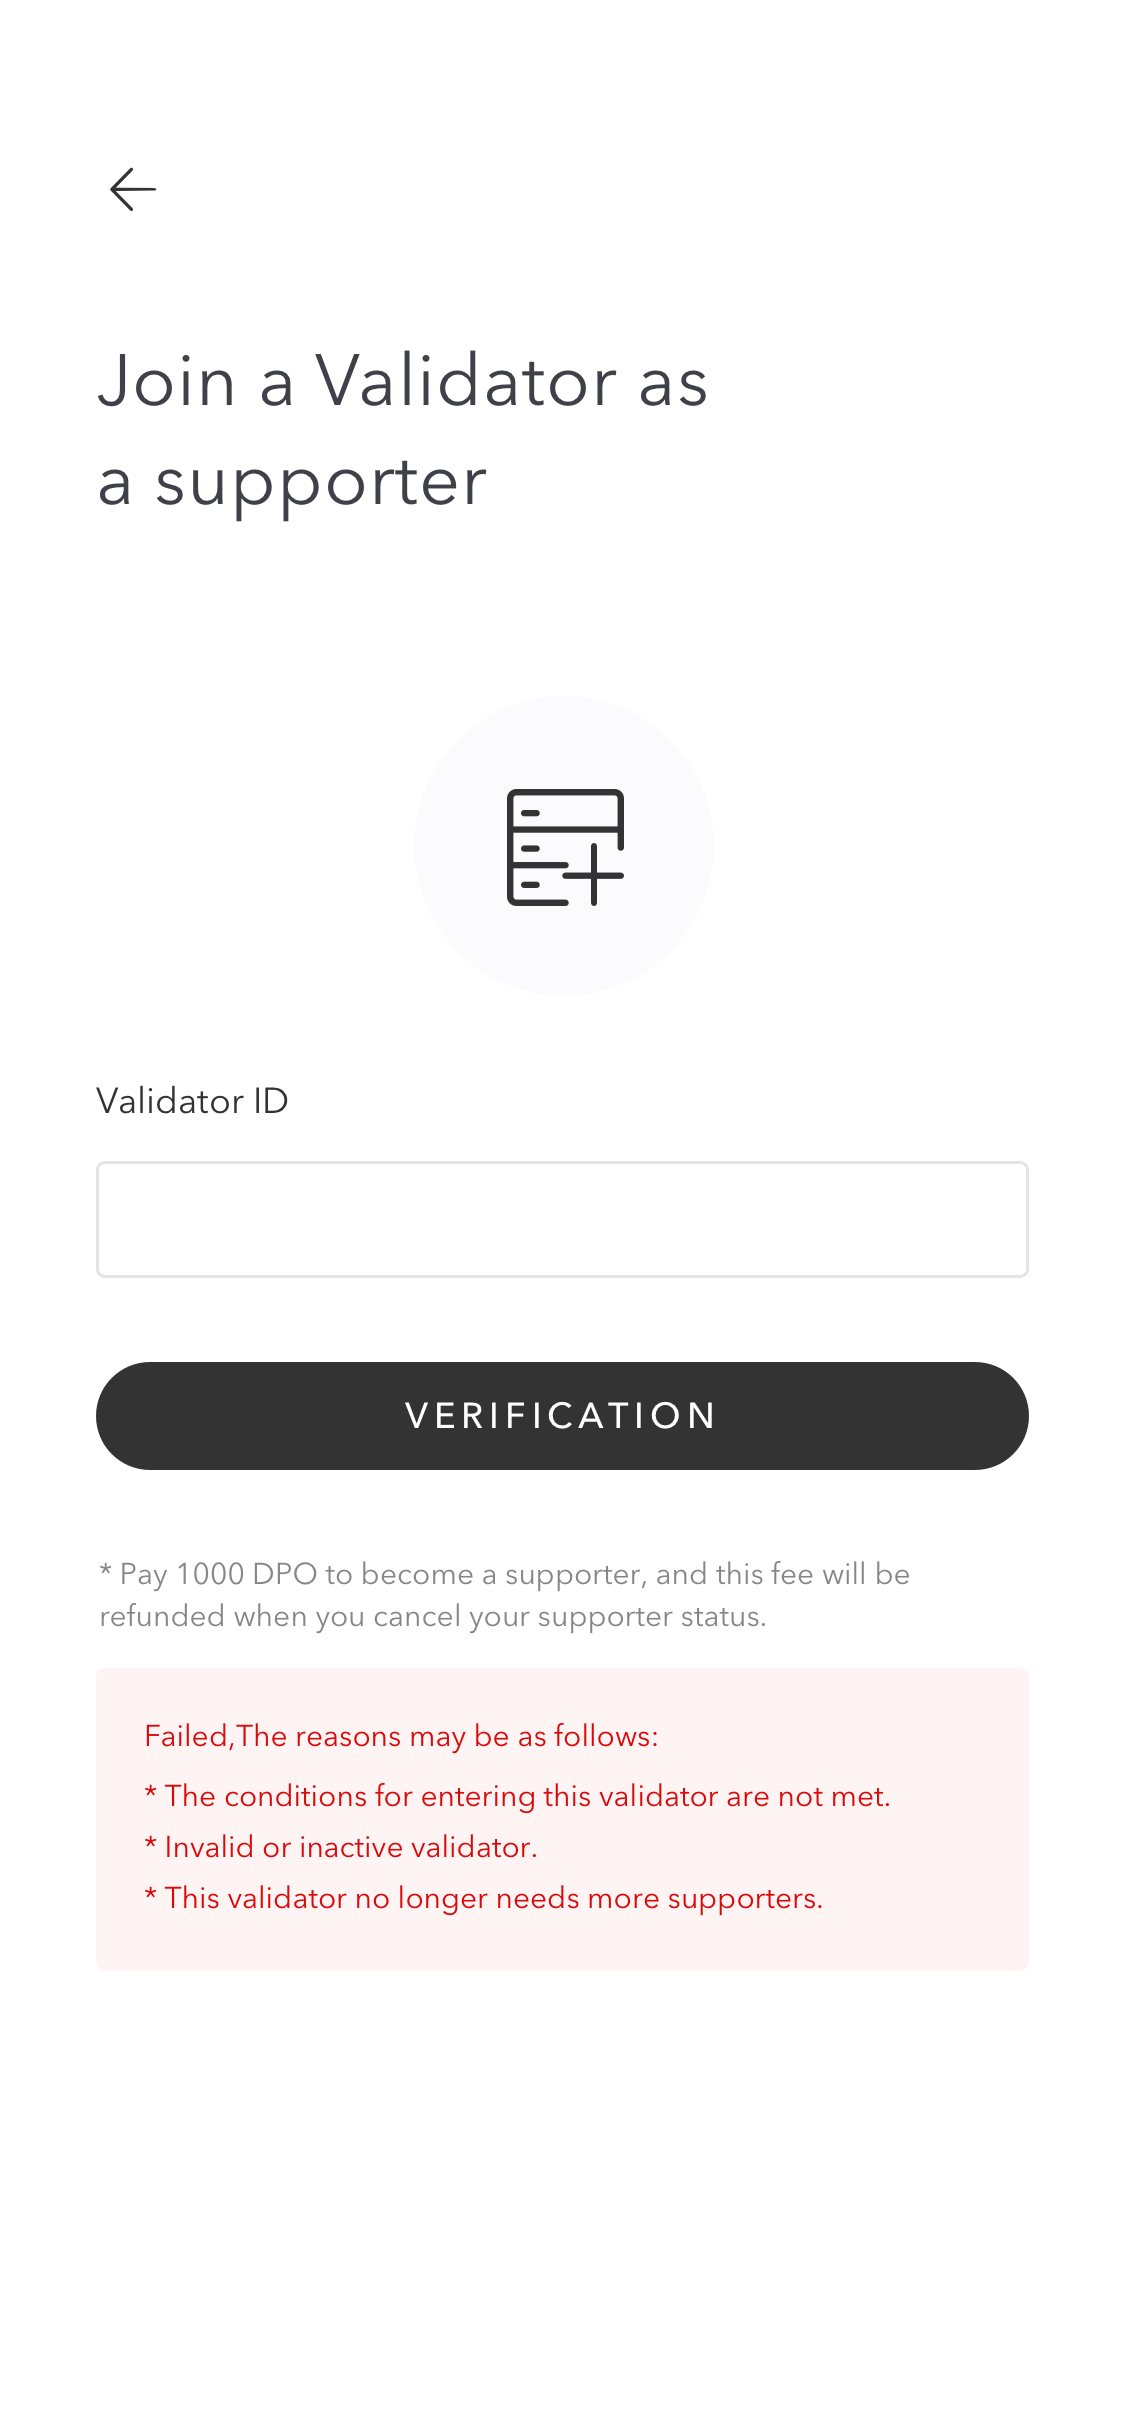 Join a Validator as
a supporter
Validator ID
VERIFICATION
* Pay 1000 DPO to become a supporter, and this fee will be
refunded when you cancel your supporter status.
Failed,The reasons may be as follows:
* The conditions for entering this validator are not met.
* Invalid or inactive validator.
* This validator no longer needs more supporters.